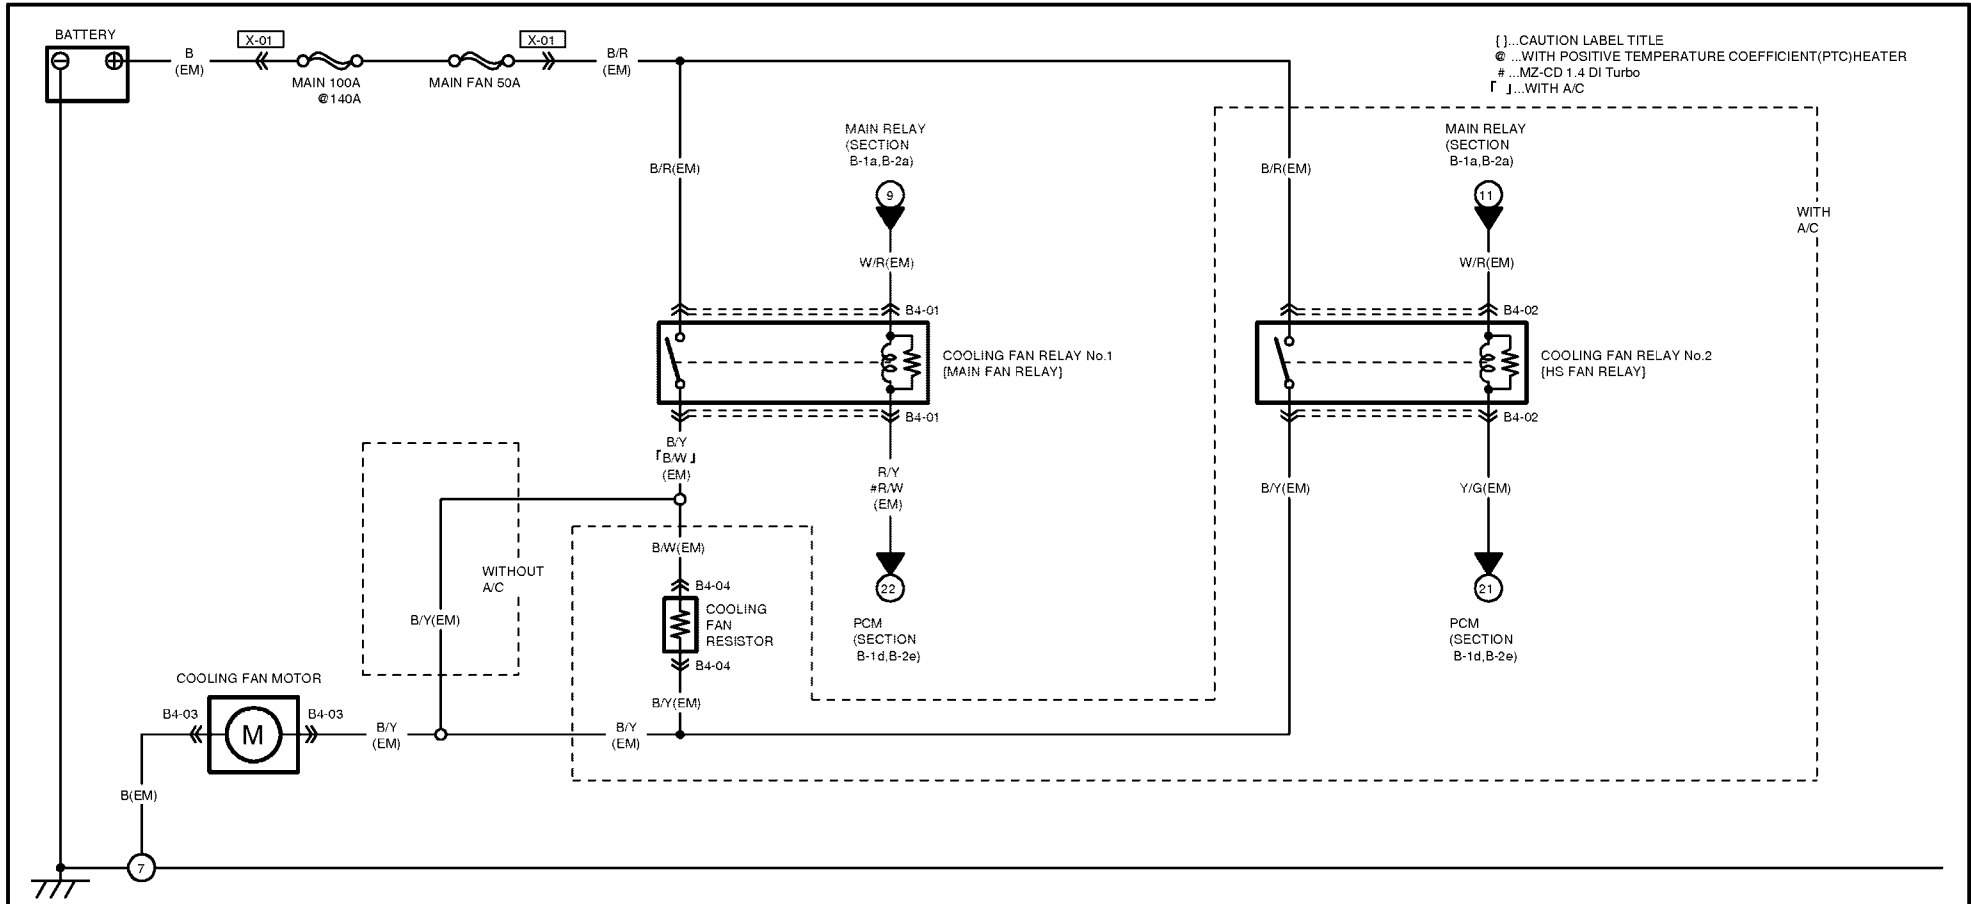 BATTERY
B
(EM)
X-01
MAIN 100A
@140A
MAIN FAN 50A
X-01
B/R
(EM)
{ }...CAUTION LABEL TITLE
@ ...WITH POSITIVE TEMPERATURE COEFFICIENT(PTC)HEATER
# ...MZ-CD 1.4 DI Turbo
「 」...WITH A/C
B/R(EM)
MAIN RELAY
(SECTION
B-1a,B-2a)
9
W/R(EM)
B/R(EM)
MAIN RELAY
(SECTION
B-1a,B-2a)
11
W/R(EM)
WITH
A/C
B4-01
COOLING FAN RELAY No.1
{MAIN FAN RELAY}
B4-01
B4-02
COOLING FAN RELAY No.2
{HS FAN RELAY}
B4-02
B/Y
「B/W」
(EM)
R/Y
#R/W
(EM)
B/Y(EM)
Y/G(EM)
WITHOUT
A/C
B/Y(EM)
B/W(EM)
B4-04
COOLING
FAN
RESISTOR
B4-04
B/Y(EM)
22
PCM
(SECTION
B-1d,B-2e)
21
PCM
(SECTION
B-1d,B-2e)
COOLING FAN MOTOR
B4-03
M
B4-03
B/Y
(EM)
B/Y
(EM)
B(EM)
7